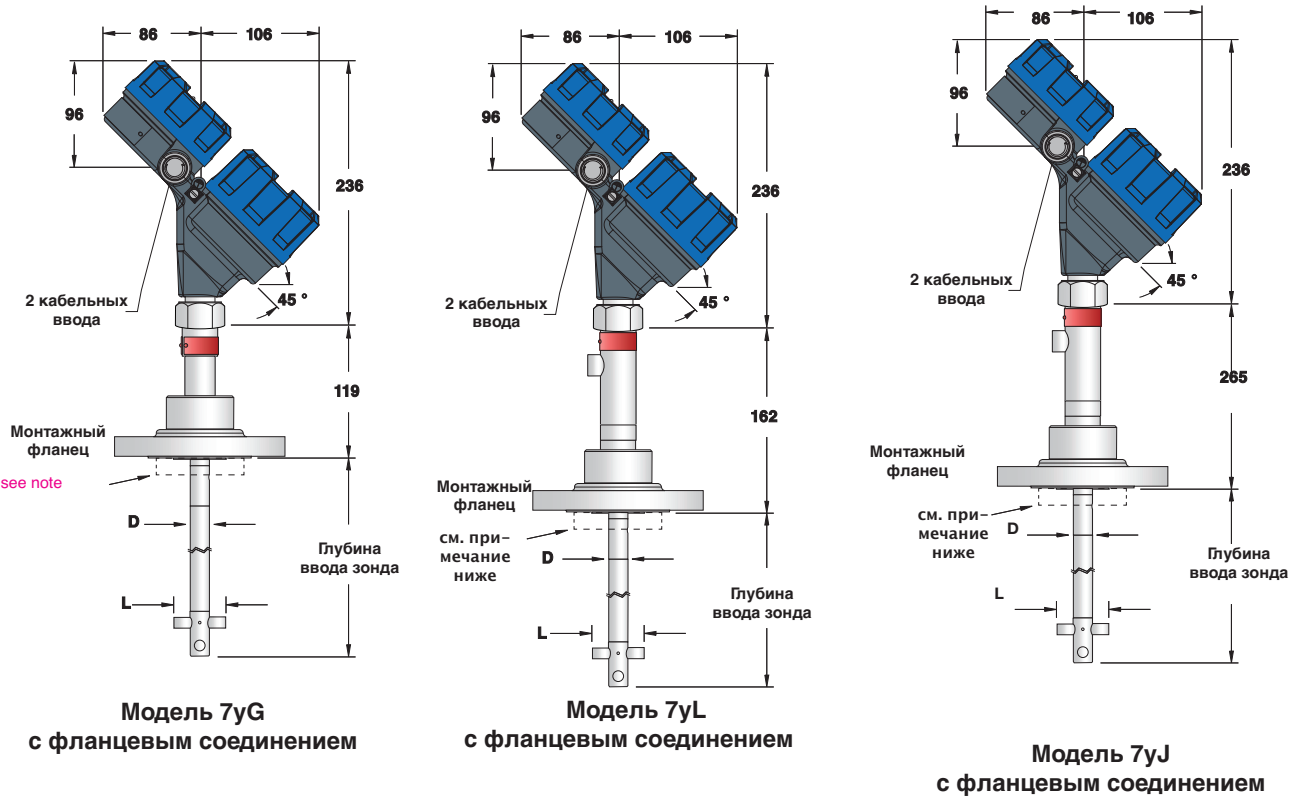 86
106
96
236
2 кабельных
ввода
45 °
119
Монтажный
фланец
see note
D
Глубина
ввода зонда
L
Модель 7yG
с фланцевым соединением
86
106
96
236
2 кабельных
ввода
45 °
162
Монтажный
фланец
см. при-
мечание
ниже
D
Глубина
ввода зонда
L
Модель 7yL
с фланцевым соединением
86
106
96
236
2 кабельных
ввода
45 °
265
Монтажный
фланец
см. при-
мечание
ниже
D
Глубина
ввода зонда
L
Модель 7yJ
с фланцевым соединением